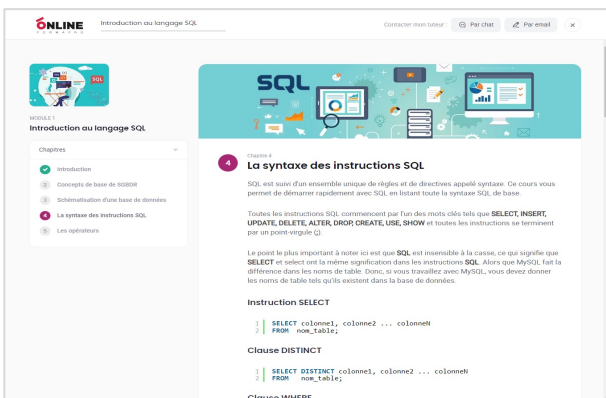 ONLINE
FORMAPRO
Introduction au langage SQL
Contacter mon tuteur :
Par chat
Par email
SQL
MODULE 1
Introduction au langage SQL
Chapitres
Introduction
2 Concepts de base de SGBDR
3 Schématisation d'une base de données
4 La syntaxe des instructions SQL
5 Les opérateurs
SQL
4
Chapitre 4
La syntaxe des instructions SQL
SQL est suivi d'un ensemble unique de règles et de directives appelé syntaxe. Ce cours vous
permet de démarrer rapidement avec SQL en listant toute la syntaxe SQL de base.
Toutes les instructions SQL commencent par l'un des mots clés tels que SELECT, INSERT,
UPDATE, DELETE, ALTER, DROP, CREATE, USE, SHOW et toutes les instructions se terminent
par un point-virgule (;)
Le point le plus important à noter ici est que SQL est insensible à la casse, ce qui signifie que
SELECT et select ont la même signification dans les instructions SQL. Alors que MySQL fait la
différence dans les noms de table. Donc, si vous travaillez avec MySQL, vous devez donner
les noms de table tels qu'ils existent dans la base de données.
Instruction SELECT
1 SELECT colonne1, colonne2 ... colonneN
2 FROM nom_table;
Clause DISTINCT
1 SELECT DISTINCT colonne1, colonne2 ... colonneN
2 FROM nom_table;
Clause WHERE